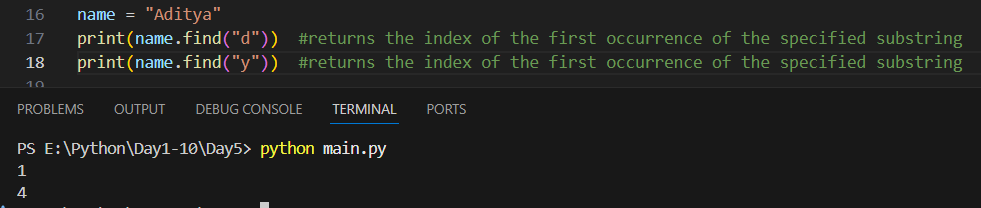 16 name = "Aditya"
17 print(name.find("d")) #returns the index of the first occurrence of the specified substring
18 print(name.find("y")) #returns the index of the first occurrence of the specified substring
19
PROBLEMS OUTPUT DEBUG CONSOLE TERMINAL PORTS
PS E:\Python\Day1-10\Day5> python main.py
1
4